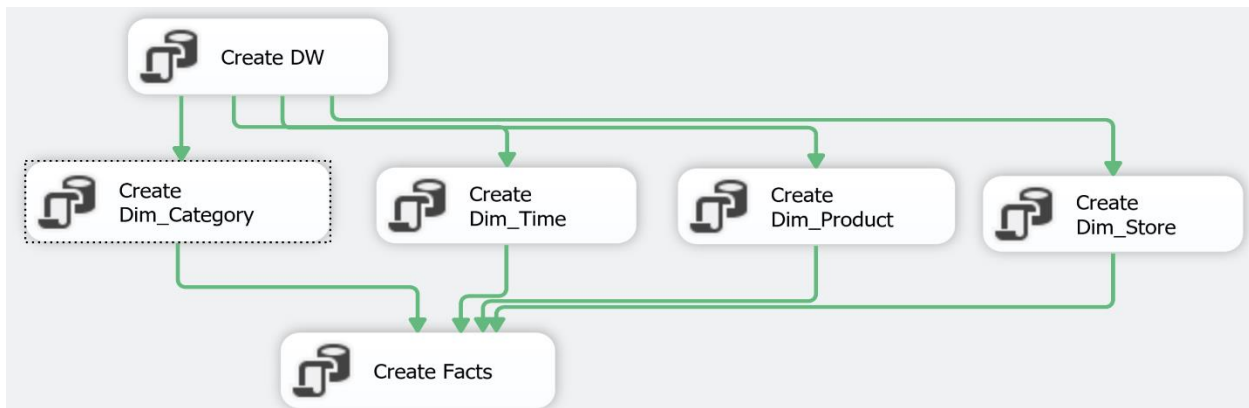 Create DW
Create
Dim_Category
Create
Dim_Time
Create
Dim_Product
Create
Dim_Store
Create Facts